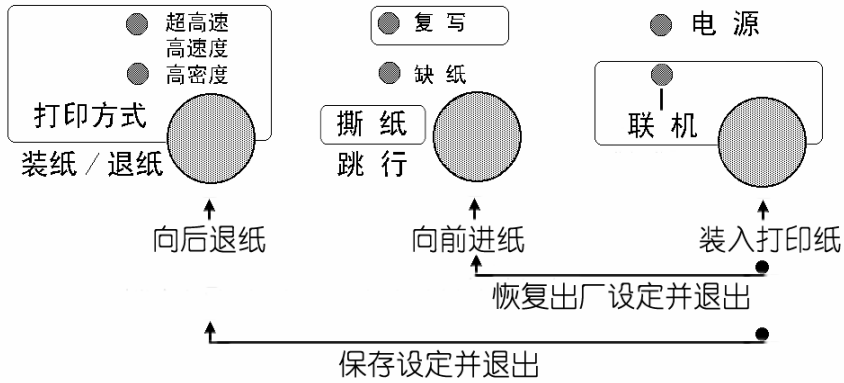 超高速
高速度
高密度
打印方式
装纸/退纸
复写
缺纸
撕纸
跳行
电源
联机
向后退纸
向前进纸
装入打印纸
恢复出厂设定并退出
保存设定并退出